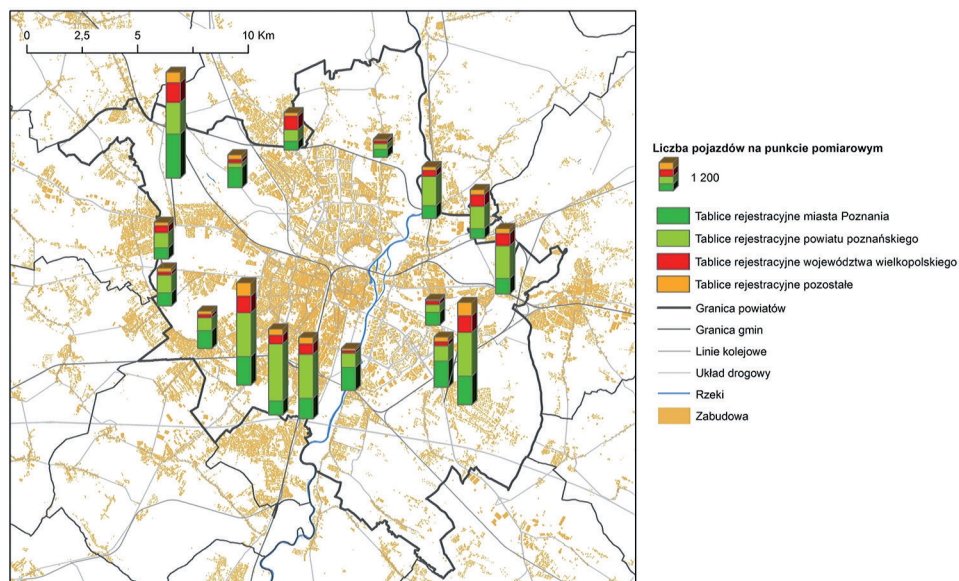 0 2,5 5 10 Km
Liczba pojazdów na punkcie pomiarowym
1 200
Tablice rejestracyjne miasta Poznania
Tablice rejestracyjne powiatu poznańskiego
Tablice rejestracyjne województwa wielkopolskiego
Tablice rejestracyjne pozostałe
Granica powiatów
Granica gmin
Linie kolejowe
Układ drogowy
Rzeki
Zabudowa